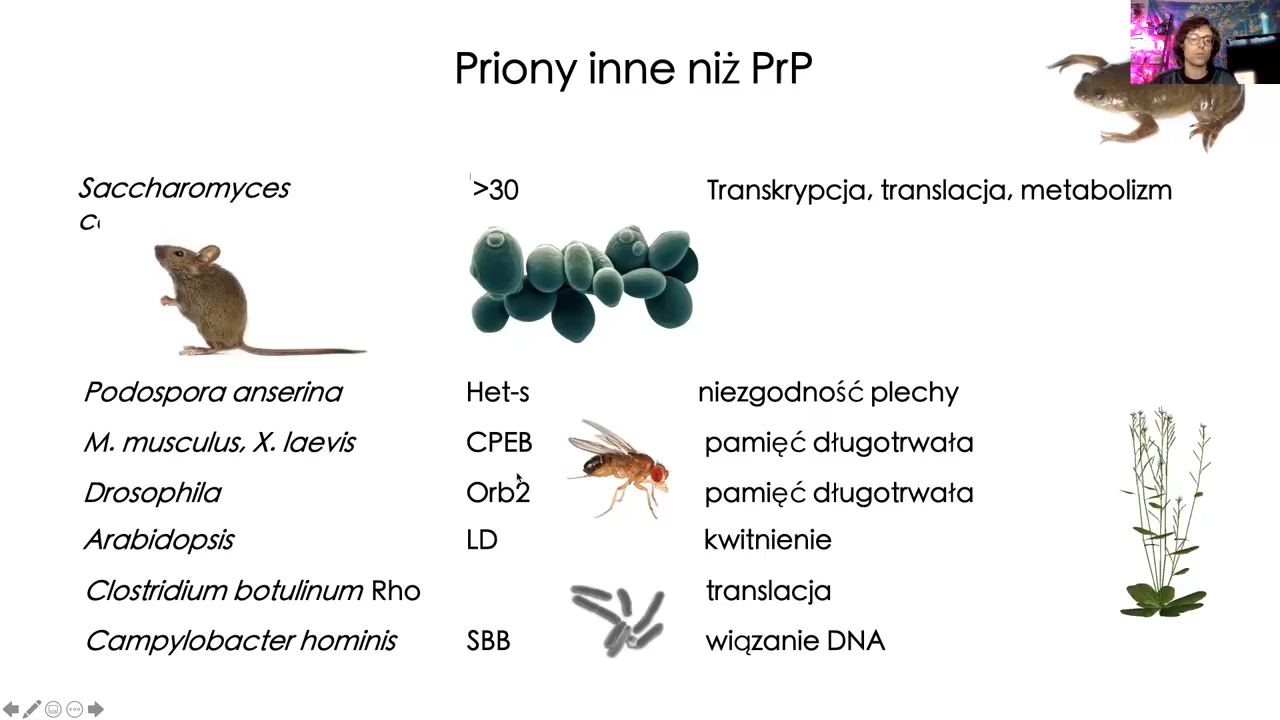 Priony inne niż PrP
Saccharomyces >30 Transkrypcja, translacja, metabolizm
Podospora anserina Het-s niezgodność plechy
M. musculus, X. laevis CPEB pamięć długotrwała
Drosophila Orb2 pamięć długotrwała
Arabidopsis LD kwitnienie
Clostridium botulinum Rho translacja
Campylobacter hominis SBB wiązanie DNA